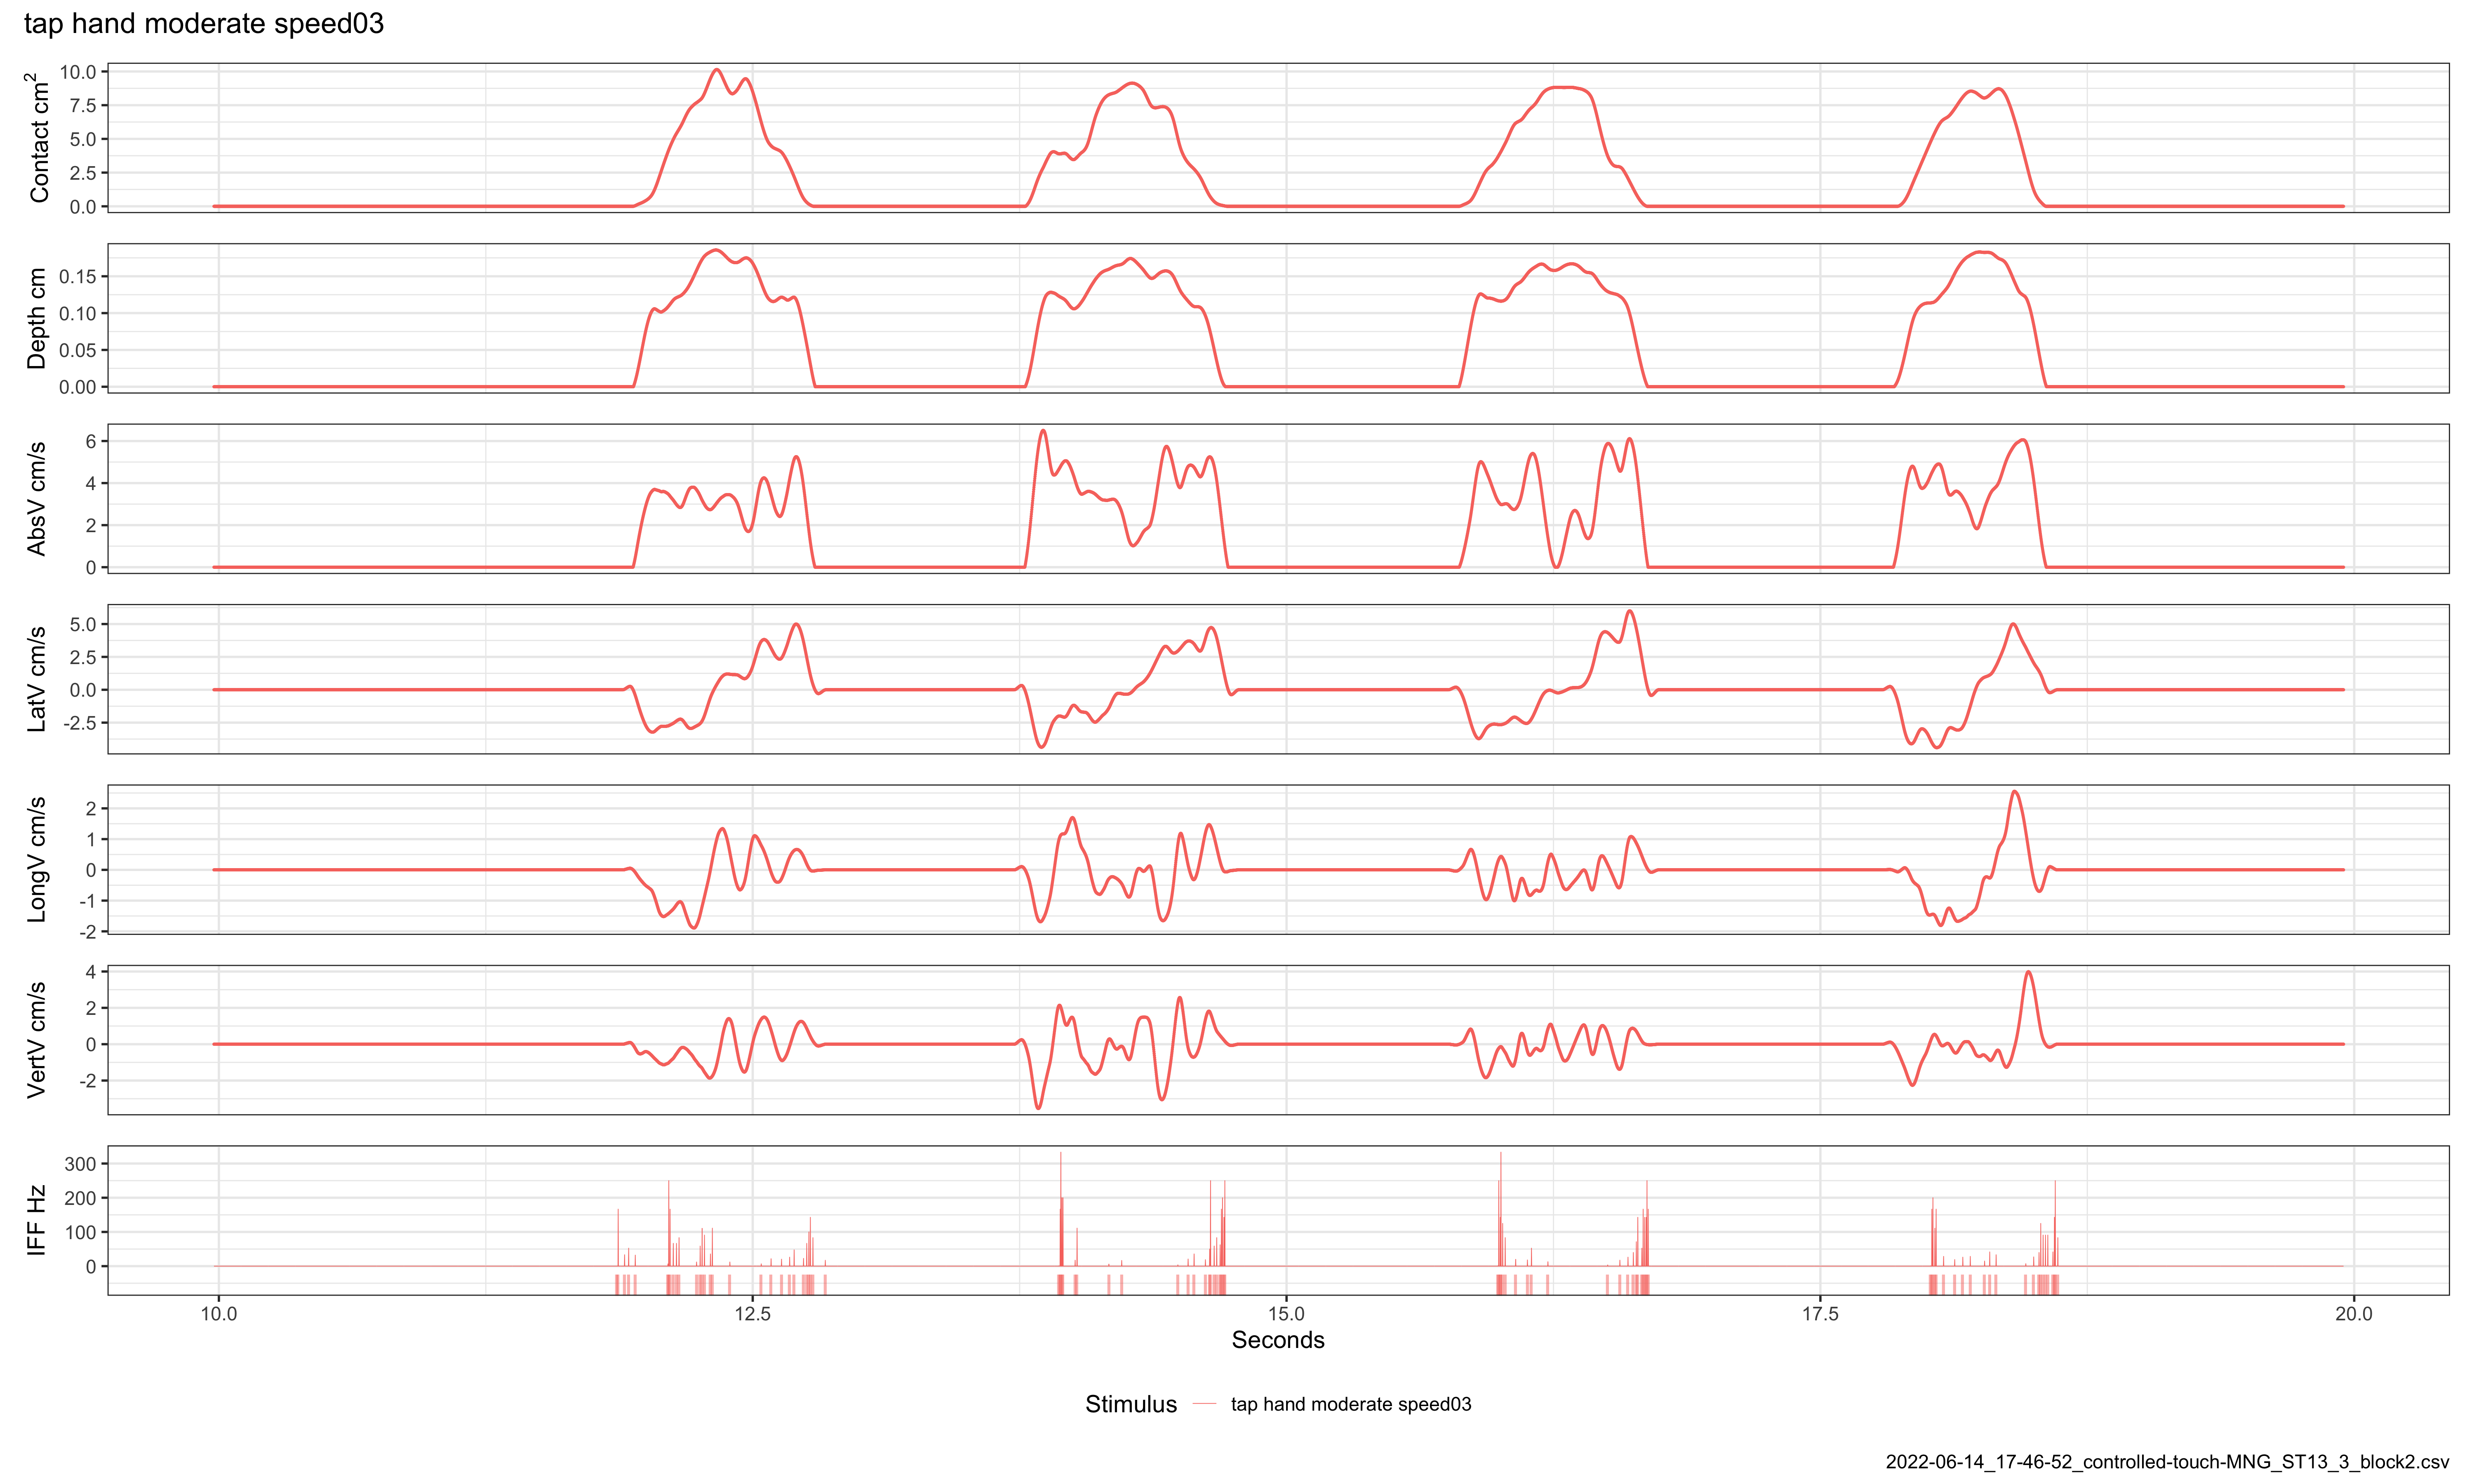 tap hand moderate speed03
Contact cm²
10.0
7.5
5.0
2.5
0.0
Depth cm
0.15
0.10
0.05
0.00
AbsV cm/s
6
4
2
0
LatV cm/s
5.0
2.5
0.0
-2.5
LongV cm/s
2
1
0
-1
-2
VertV cm/s
4
2
0
-2
IFF Hz
300
200
100
0
10.0 12.5 15.0 17.5 20.0
Seconds
Stimulus tap hand moderate speed03
2022-06-14_17-46-52_controlled-touch-MNG_ST13_3_block2.csv